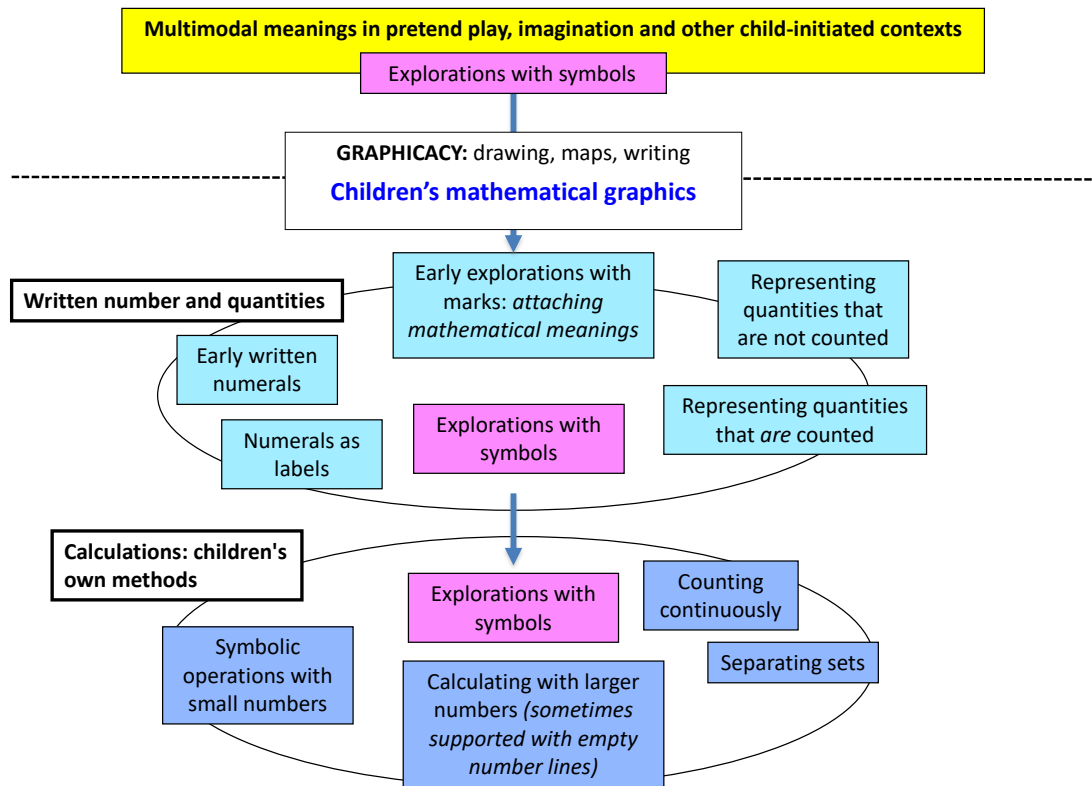 Multimodal meanings in pretend play, imagination and other child-initiated contexts
Explorations with symbols
GRAPHICACY: drawing, maps, writing
Children’s mathematical graphics
Written number and quantities
Early explorations with
marks: attaching
mathematical meanings
Representing
quantities that
are not counted
Early written
numerals
Representing quantities
that are counted
Numerals as
labels
Explorations with
symbols
Calculations: children's
own methods
Explorations with
symbols
Counting
continuously
Symbolic
operations with
small numbers
Separating sets
Calculating with larger
numbers (sometimes
supported with empty
number lines)